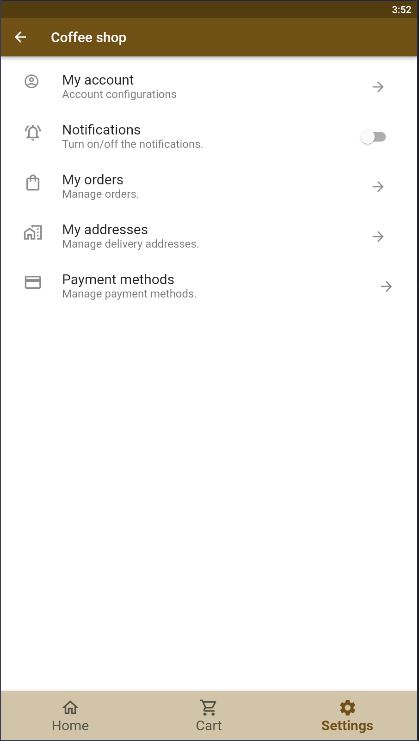 3:52
Coffee shop
My account
Account configurations
Notifications
Turn on/off the notifications.
My orders
Manage orders.
My addresses
Manage delivery addresses.
Payment methods
Manage payment methods.
Home
Cart
Settings